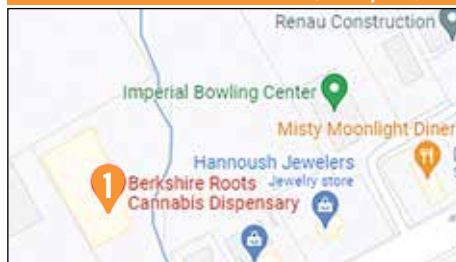 Renau Construction
Imperial Bowling Center
Misty Moonlight Diner
Hannoush Jewelers
Jewelry store
1
Berkshire Roots
Cannabis Dispensary